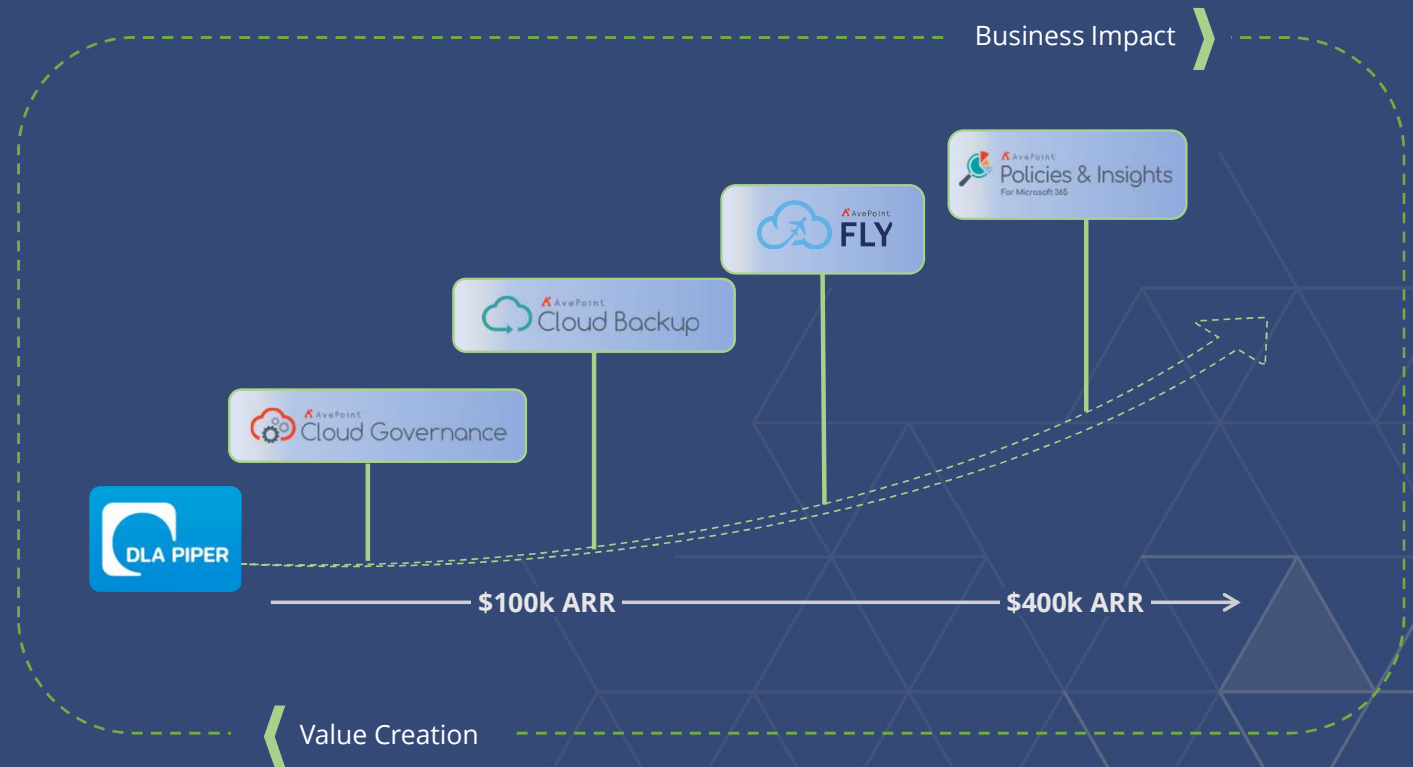 Business Impact
AvePoint
Policies & Insights
For Microsoft 365
AvePoint
FLY
AvePoint
Cloud Backup
AvePoint
Cloud Governance
DLA PIPER
$100k ARR
$400k ARR
Value Creation